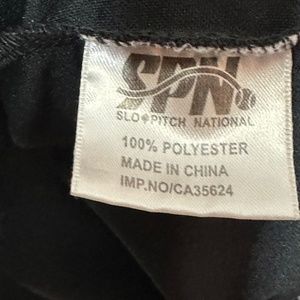 SPN
SLO PITCH NATIONAL
100% POLYESTER
MADE IN CHINA
IMP.NO/CA35624